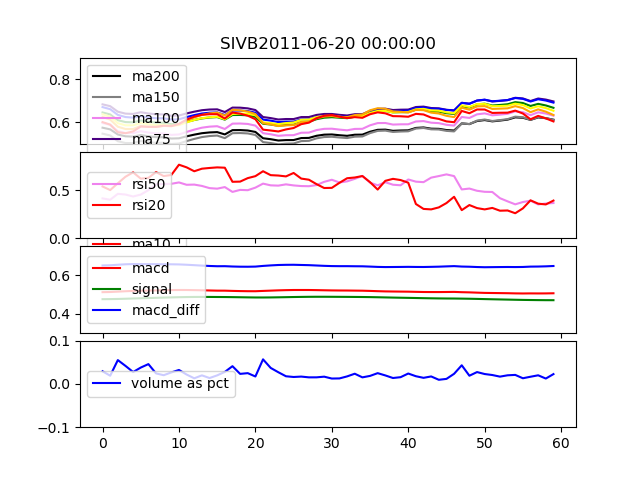 SIVB2011-06-20 00:00:00
0.8
0.6
ma200
ma150
ma100
ma75
0.5
0.0
rsi50
rsi20
ma10
0.6
0.4
macd
signal
macd_diff
0.1
0.0
−0.1
volume as pct
0 10 20 30 40 50 60